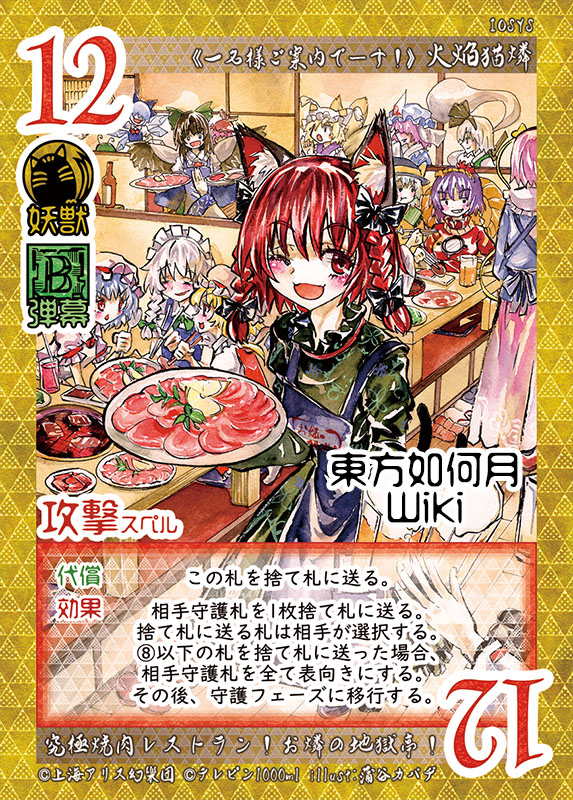 IOSYS
12
《一名様ご案内でーす!》火焔猫燐
妖獣
B
弾幕
東方如何月
Wiki
攻撃スペル
代償
この札を捨て札に送る。
効果
相手守護札を1枚捨て札に送る。
捨て札に送る札は相手が選択する。
⑧以下の札を捨て札に送った場合、
相手守護札を全て表向きにする。
その後、守護フェーズに移行する。
12
究極焼肉レストラン!お燐の地獄亭!
©上海アリス幻樂団 ©テレピン1000ml illust:蒲谷カバヂ